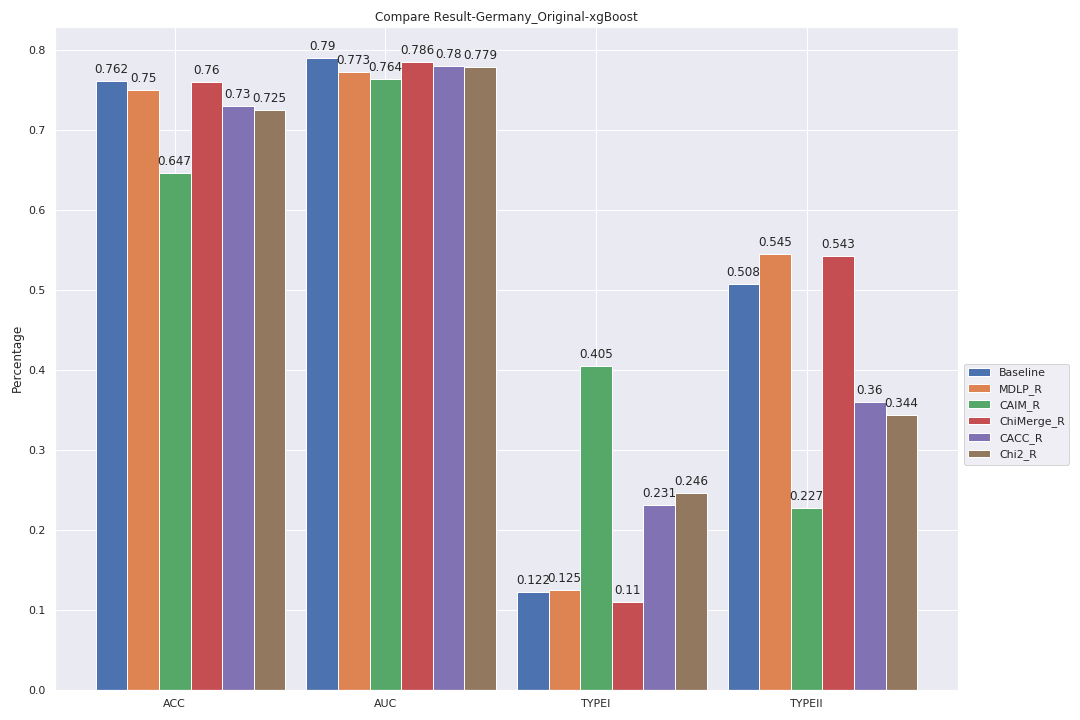 Compare Result-Germany_Original-xgBoost
Percentage
0.8
0.7
0.6
0.5
0.4
0.3
0.2
0.1
0.0
0.762
0.75
0.647
0.76
0.73
0.725
0.79
0.773
0.764
0.786
0.78
0.779
0.122
0.125
0.405
0.11
0.231
0.246
0.508
0.545
0.227
0.543
0.36
0.344
ACC
AUC
TYPEI
TYPEII
Baseline
MDLP_R
CAIM_R
ChiMerge_R
CACC_R
Chi2_R